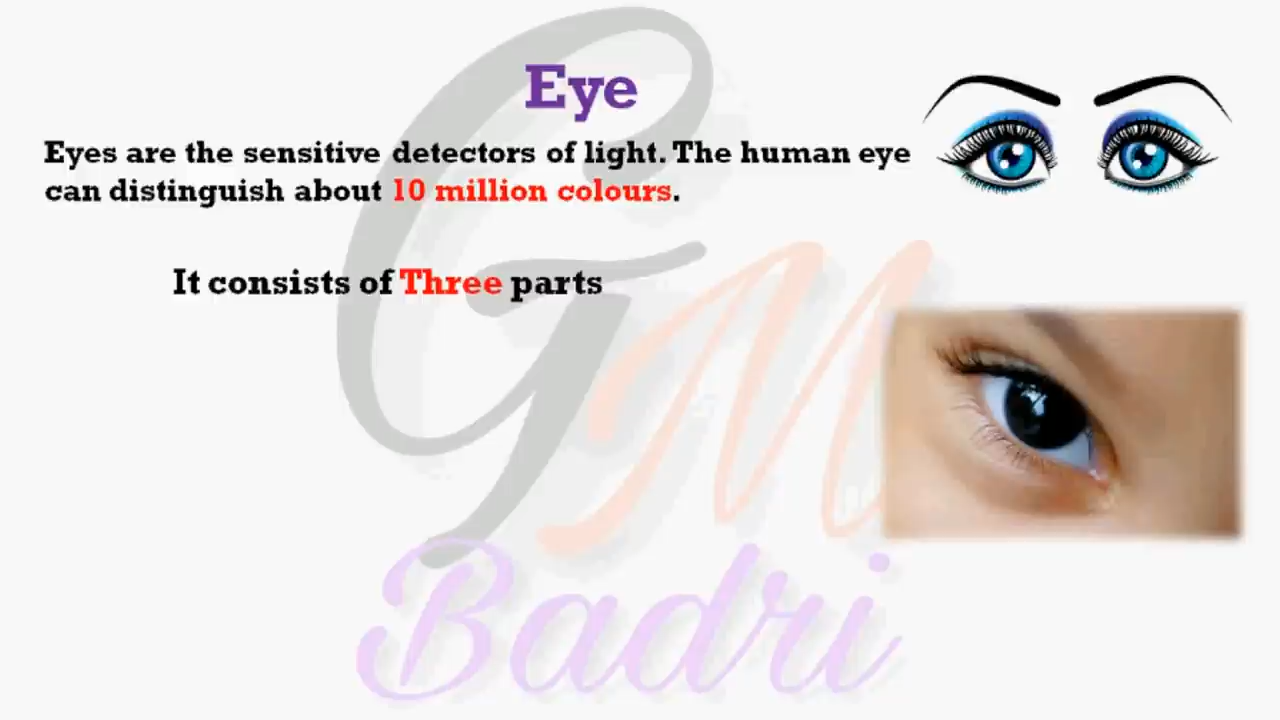 Eye
Eyes are the sensitive detectors of light. The human eye
can distinguish about 10 million colours.
It consists of Three parts
GM
Badri